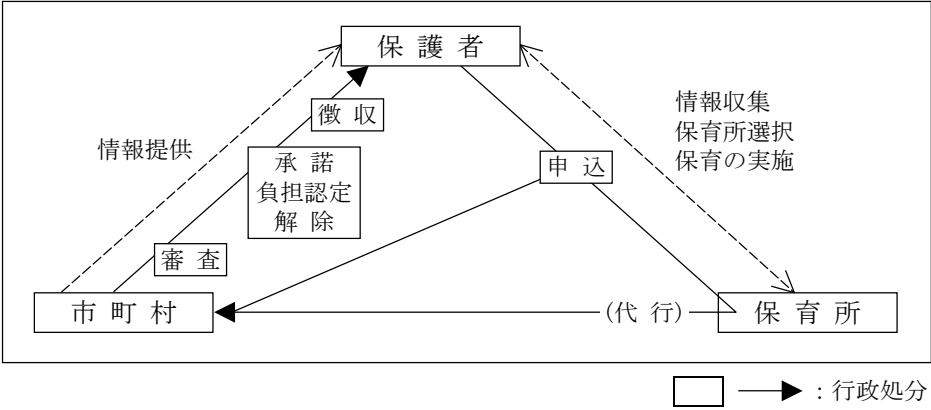 保護者
徴収
情報提供
承諾
負担認定
解除
審査
市町村
情報収集
保育所選択
保育の実施
申込
(代行)
保育所
：行政処分